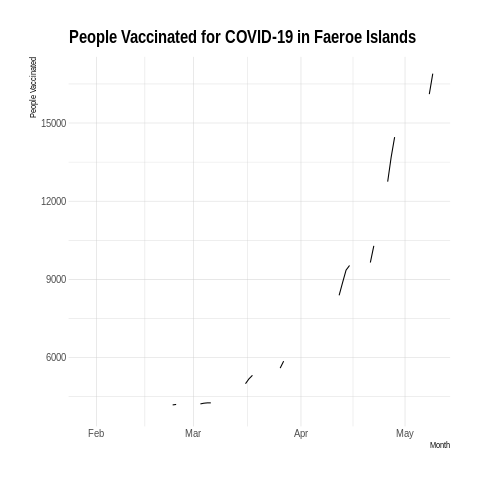 People Vaccinated for COVID-19 in Faeroe Islands
People Vaccinated
15000
12000
9000
6000
Feb Mar Apr May
Month